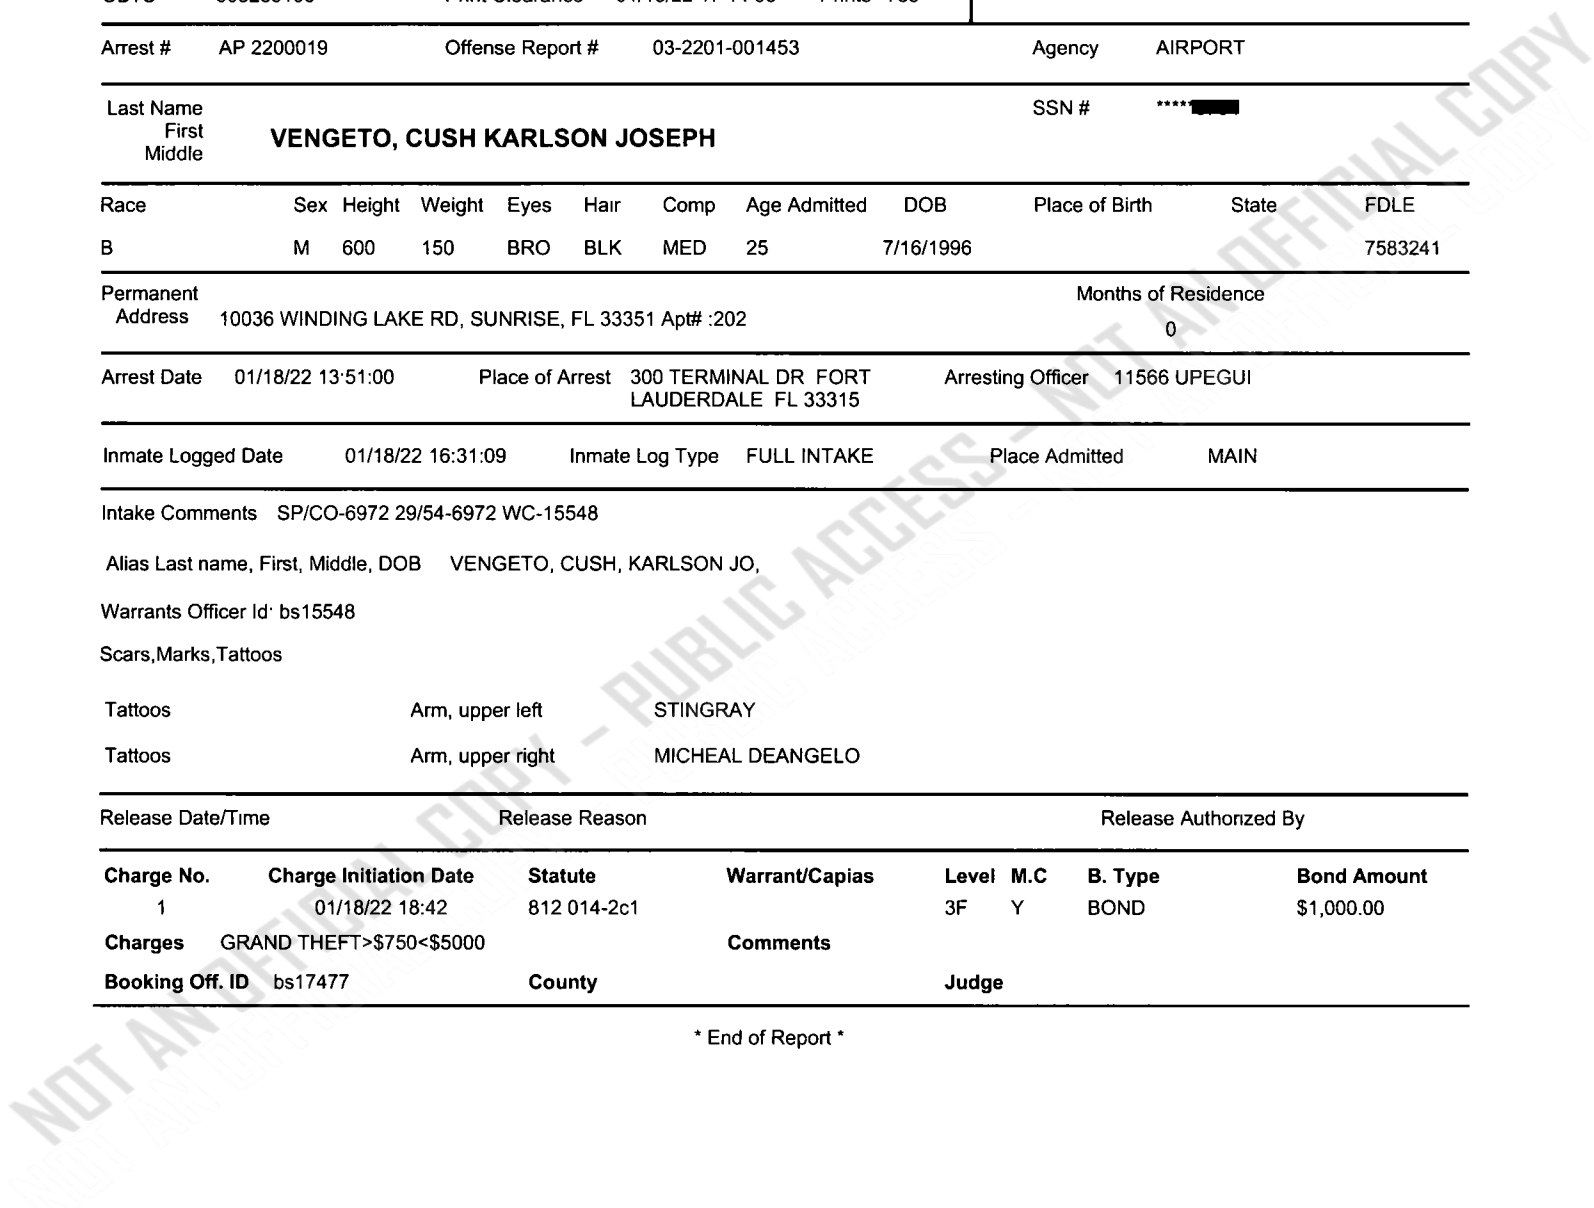 Arrest # AP 2200019 Offense Report # 03-2201-001453 Agency AIRPORT
Last Name
First
Middle
VENGETO, CUSH KARLSON JOSEPH
SSN # *****
Race Sex Height Weight Eyes Hair Comp Age Admitted DOB Place of Birth State FDLE
B M 600 150 BRO BLK MED 25 7/16/1996 7583241
Permanent
Address 10036 WINDING LAKE RD, SUNRISE, FL 33351 Apt# :202
Months of Residence
0
Arrest Date 01/18/22 13:51:00 Place of Arrest 300 TERMINAL DR FORT
LAUDERDALE FL 33315
Arresting Officer 11566 UPEGUI
Inmate Logged Date 01/18/22 16:31:09 Inmate Log Type FULL INTAKE Place Admitted MAIN
Intake Comments SP/CO-6972 29/54-6972 WC-15548
Alias Last name, First, Middle, DOB VENGETO, CUSH, KARLSON JO,
Warrants Officer Id: bs15548
Scars,Marks,Tattoos
Tattoos Arm, upper left STINGRAY
Tattoos Arm, upper right MICHEAL DEANGELO
Release Date/Time Release Reason Release Authorized By
Charge No. Charge Initiation Date Statute Warrant/Capias Level M.C B. Type Bond Amount
1 01/18/22 18:42 812 014-2c1 3F Y BOND $1,000.00
Charges GRAND THEFT>$750<$5000 Comments
Booking Off. ID bs17477 County Judge
* End of Report *
NOT AN OFFICIAL COPY - PUBLIC ACCESS - NOT AN OFFICIAL COPY